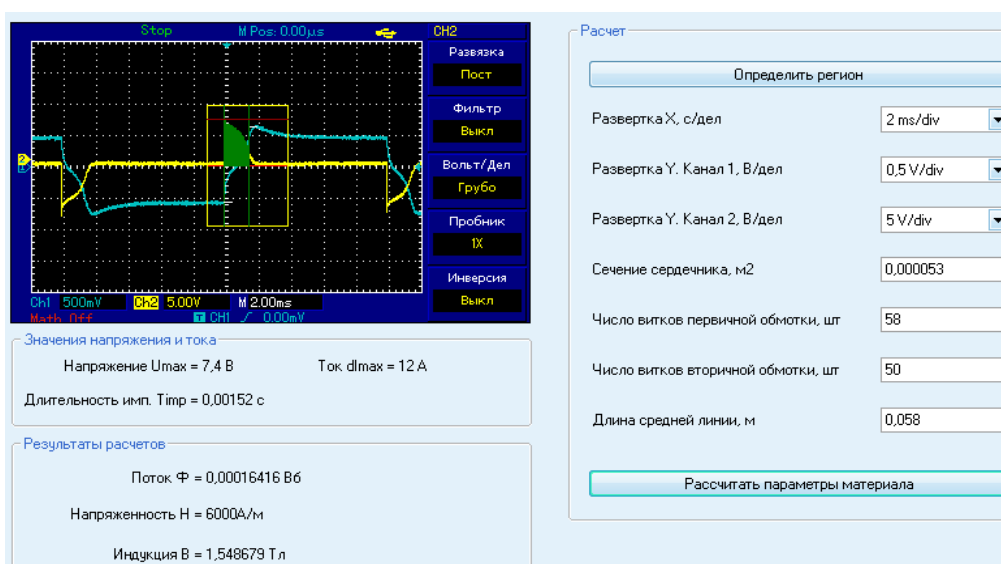 Stop M Pos: 0.00µs CH2
Развязка
Пост
Фильтр
Выкл
Вольт/Дел
Грубо
Пробник
1X
Инверсия
Выкл
2
1
Ch1 500mV Ch2 5.00V M 2.00ms
Math Off T CH1 0.00mV
Значения напряжения и тока
Напряжение Umax = 7,4 В Ток dImax = 12 А
Длительность имп. Timp = 0,00152 с
Результаты расчетов
Поток Ф = 0,00016416 Вб
Напряженность H = 6000А/м
Индукция В = 1,548679 Тл
Расчет
Определить регион
Развертка X, с/дел 2 ms/div
Развертка Y. Канал 1, В/дел 0,5 V/div
Развертка Y. Канал 2, В/дел 5 V/div
Сечение сердечника, м2 0,000053
Число витков первичной обмотки, шт 58
Число витков вторичной обмотки, шт 50
Длина средней линии, м 0,058
Рассчитать параметры материала